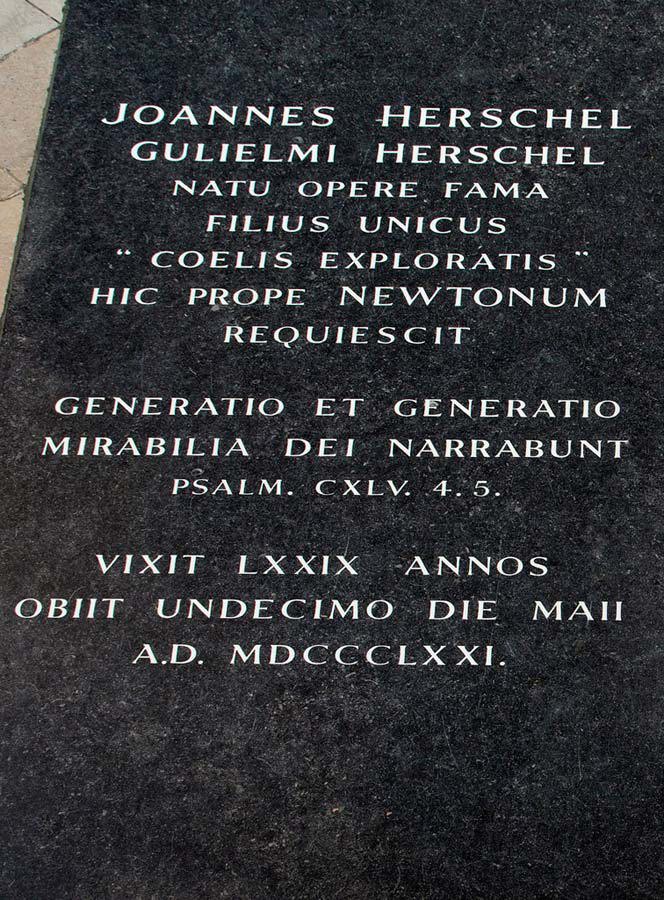 JOANNES HERSCHEL
GULIELMI HERSCHEL
NATU OPERE FAMA
FILIUS UNICUS
“ COELIS EXPLORATIS ”
HIC PROPE NEWTONUM
REQUIESCIT
GENERATIO ET GENERATIO
MIRABILIA DEI NARRABUNT
PSALM. CXLV. 4. 5.
VIXIT LXXIX ANNOS
OBIIT UNDECIMO DIE MAII
A.D. MDCCCLXXI.